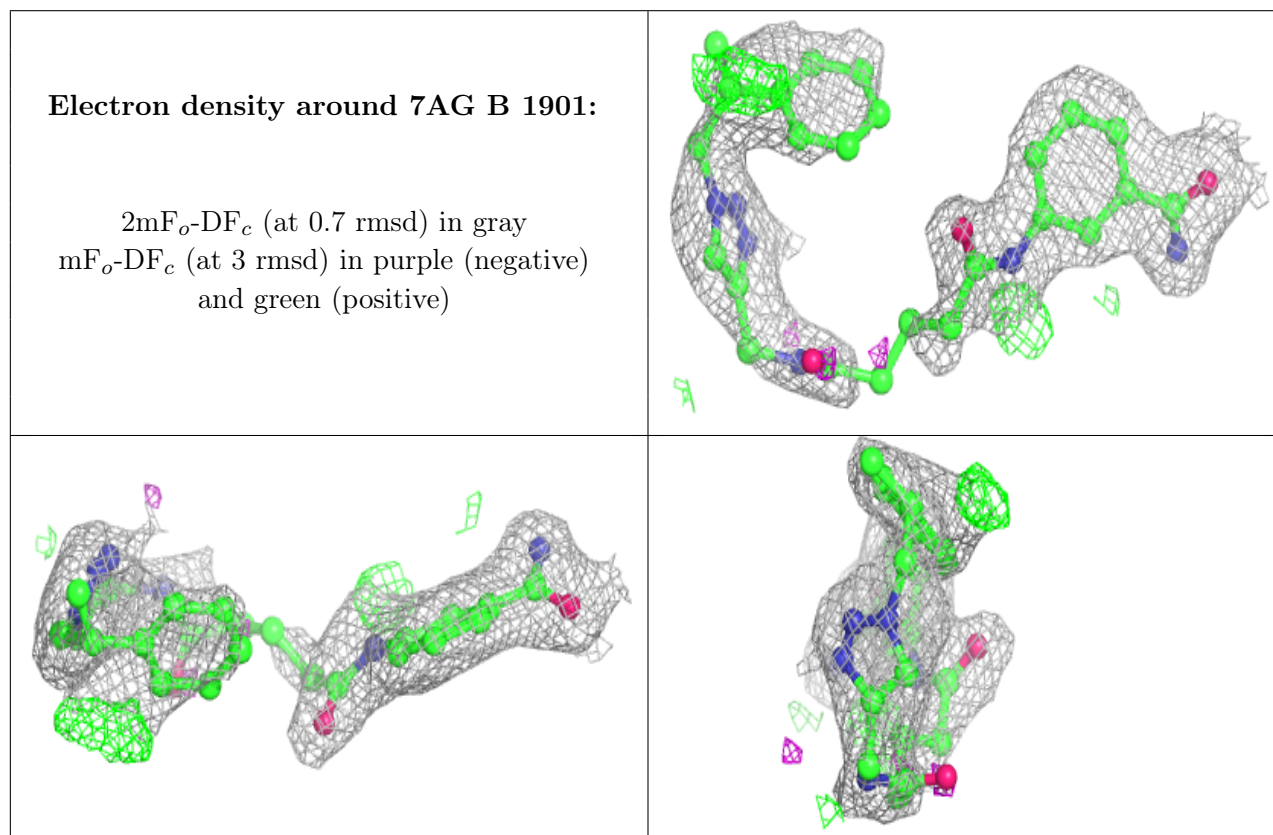 Electron density around 7AG B 1901:
2mFo-DFc (at 0.7 rmsd) in gray
mFo-DFc (at 3 rmsd) in purple (negative)
and green (positive)